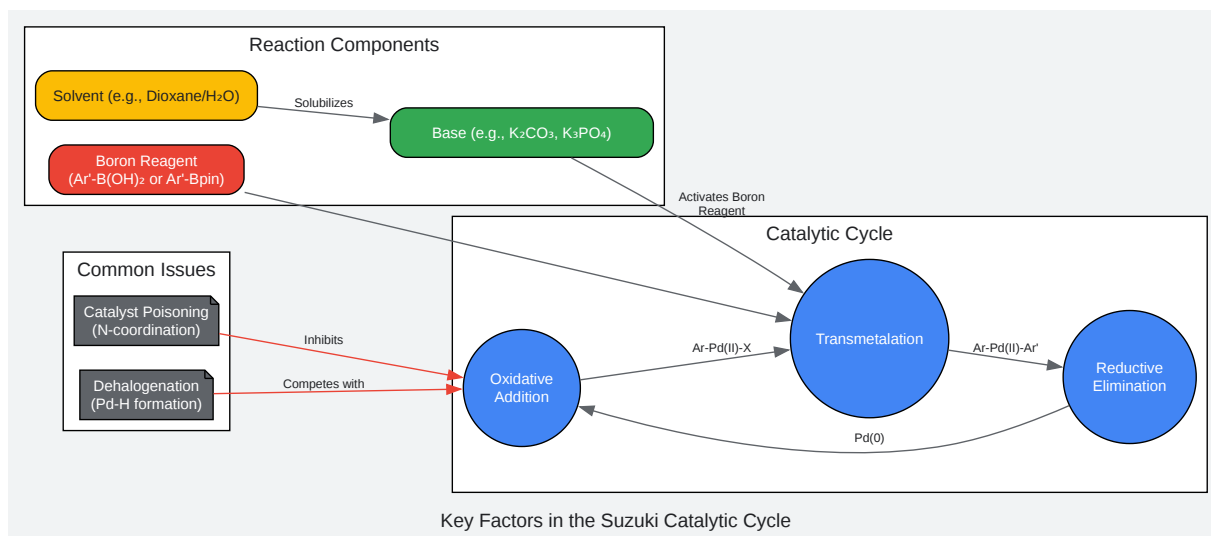 Reaction Components
Solvent (e.g., Dioxane/H₂O)
Solubilizes
Base (e.g., K₂CO₃, K₃PO₄)
Boron Reagent
(Ar'-B(OH)₂ or Ar'-Bpin)
Activates Boron
Reagent
Catalytic Cycle
Common Issues
Catalyst Poisoning
(N-coordination)
Inhibits
Dehalogenation
(Pd-H formation)
Competes with
Oxidative
Addition
Ar-Pd(II)-X
Transmetalation
Ar-Pd(II)-Ar'
Reductive
Elimination
Pd(0)
Key Factors in the Suzuki Catalytic Cycle